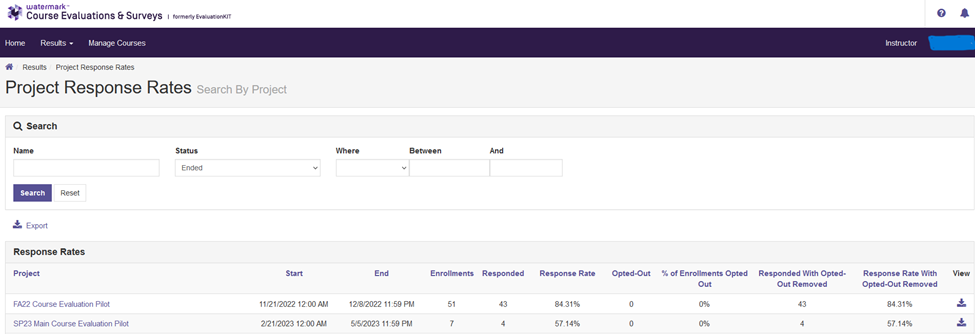 watermark™
Course Evaluations & Surveys | formerly EvaluationKIT
Home Results Manage Courses Instructor
Results Project Response Rates
Project Response Rates Search By Project
Search
Name Status Where Between And
Ended
Search Reset
Export
Response Rates
Project Start End Enrollments Responded Response Rate Opted-Out % of Enrollments Opted Out Responded With Opted-Out Removed Response Rate With Opted-Out Removed View
FA22 Course Evaluation Pilot 11/21/2022 12:00 AM 12/8/2022 11:59 PM 51 43 84.31% 0 0% 43 84.31%
SP23 Main Course Evaluation Pilot 2/21/2023 12:00 AM 5/5/2023 11:59 PM 7 4 57.14% 0 0% 4 57.14%